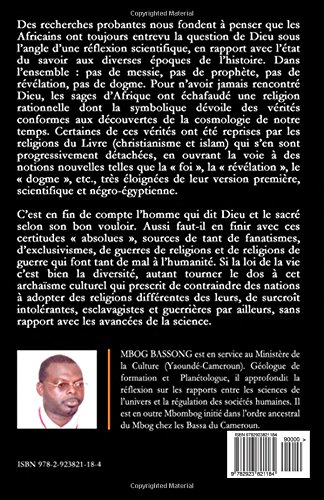 Des recherches probantes nous fondent à penser que les
Africains ont toujours entrevu la question de Dieu sous
l'angle d'une réflexion scientifique, en rapport avec l'état
du savoir aux diverses époques de l'histoire. Dans
l'ensemble : pas de messie, pas de prophète, pas de
révélation, pas de dogme. Pour n'avoir jamais rencontré
Dieu, les sages d'Afrique ont échafaudé une religion
rationnelle dont la symbolique dévoile des vérités
conformes aux découvertes de la cosmologie de notre
temps. Certaines de ces vérités ont été reprises par les
religions du Livre (christianisme et islam) qui s'en sont
progressivement détachées, en ouvrant la voie à des
notions nouvelles telles que la « foi », la « révélation », le
« dogme », etc., très éloignées de leur version première,
scientifique et négro-égyptienne.
C'est en fin de compte l'homme qui dit Dieu et le sacré
selon son bon vouloir. Aussi faut-il en finir avec ces
certitudes « absolues », sources de tant de fanatismes,
d'exclusivismes, de guerres de religions et de religions de
guerre qui font tant de mal à l'humanité. Si la loi de la vie
c'est bien la diversité, autant tourner le dos à cet
archaïsme culturel qui prescrit de contraindre des nations
à adopter des religions différentes des leurs, de surcroît
intolérantes, esclavagistes et guerrières par ailleurs, sans
rapport avec les avancées de la science.
MBOG BASSONG est en service au Ministère de
la Culture (Yaoundé-Cameroun). Géologue de
formation et Planétologue, il approfondit la
réflexion sur les rapports entre les sciences de
l'univers et la régulation des sociétés humaines. Il
est en outre Mbombog initié dans l'ordre ancestral
du Mbog chez les Bassa du Cameroun.
ISBN 978-2-923821-18-4
90000
9 782923 821184